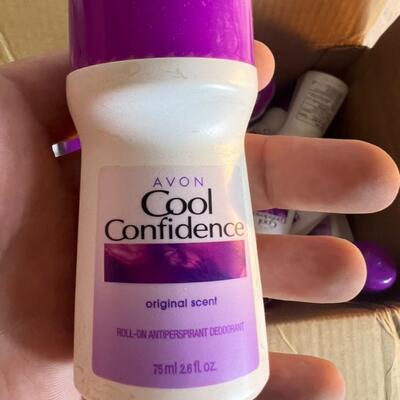 AVON
Cool
Confidence
original scent
ROLL-ON ANTIPERSPIRANT DEODORANT
75 ml 2.6 fl. oz.